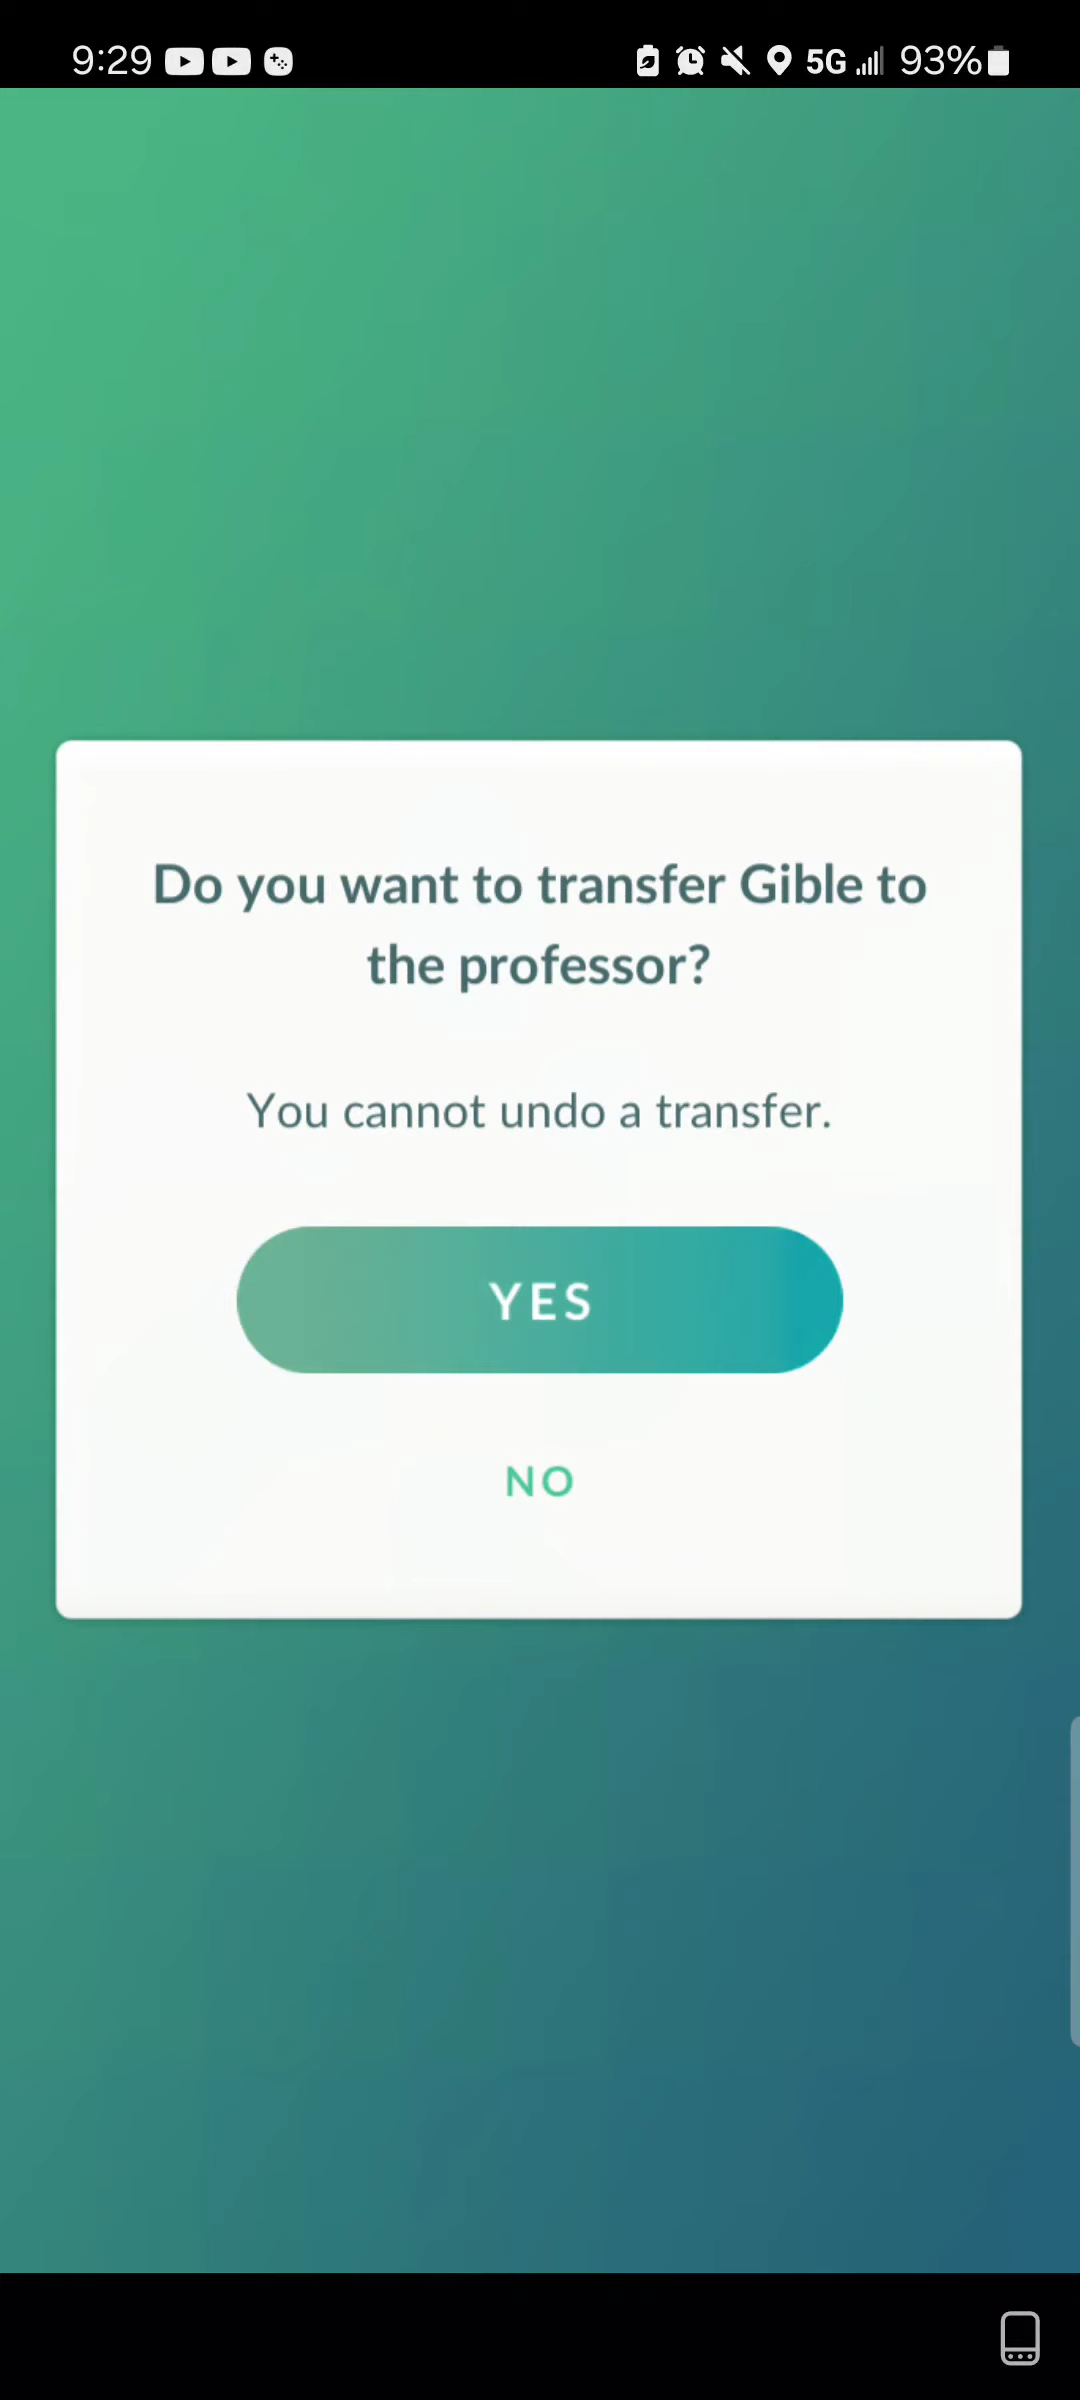 9:29 5G 93%
Do you want to transfer Gible to
the professor?
You cannot undo a transfer.
YES
NO